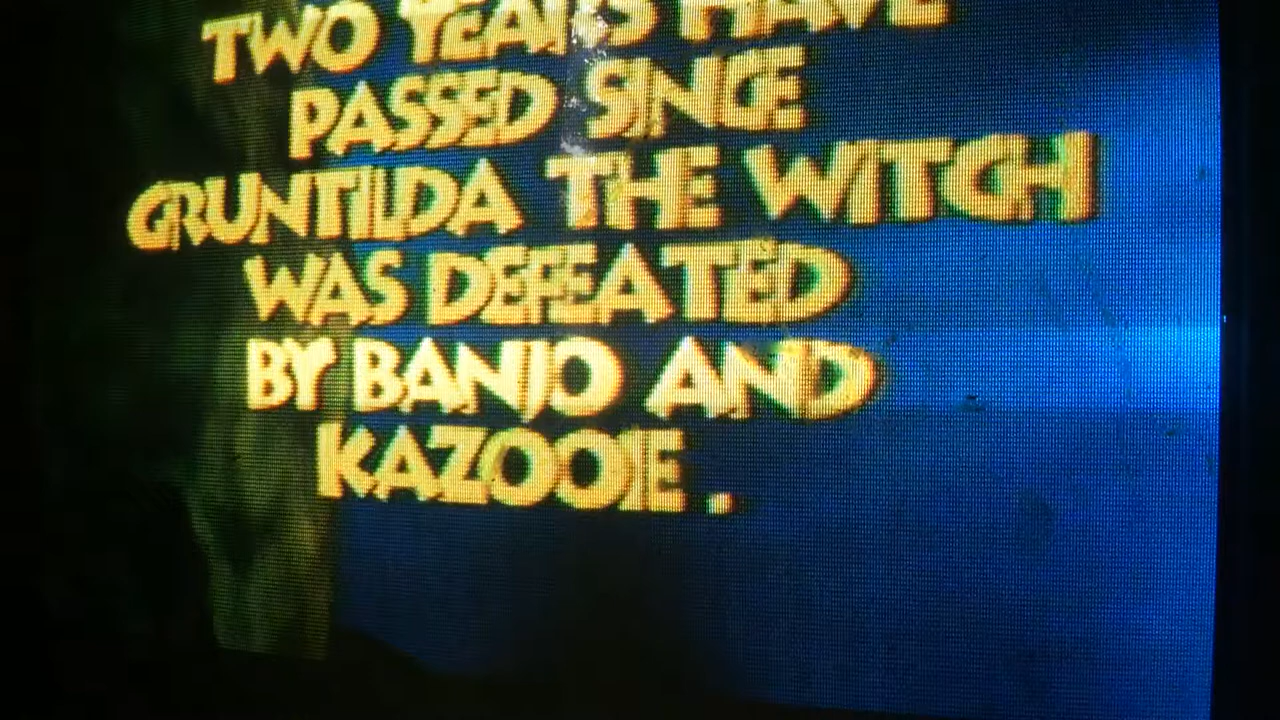 TWO YEARS HAVE
PASSED SINCE
GRUNTILDA THE WITCH
WAS DEFEATED
BY BANJO AND
KAZOOIE.